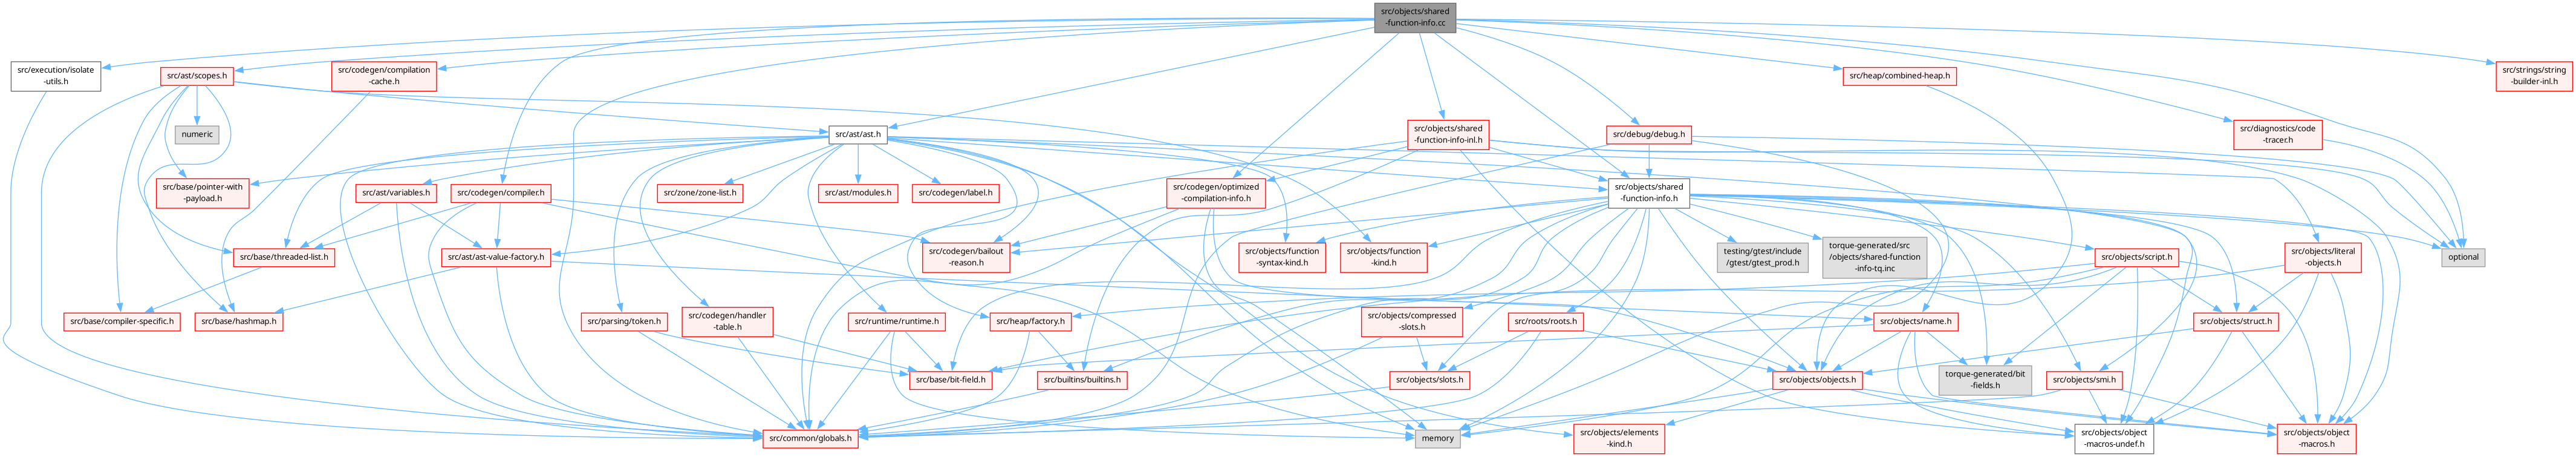 src/objects/shared
-function-info.cc
src/execution/isolate
-utils.h
src/ast/scopes.h
src/codegen/compilation
-cache.h
src/heap/combined-heap.h
src/strings/string
-builder-inl.h
numeric
src/ast/ast.h
src/objects/shared
-function-info-inl.h
src/debug/debug.h
src/diagnostics/code
-tracer.h
src/base/pointer-with
-payload.h
src/ast/variables.h
src/codegen/compiler.h
src/zone/zone-list.h
src/ast/modules.h
src/codegen/label.h
src/codegen/optimized
-compilation-info.h
src/objects/shared
-function-info.h
src/base/threaded-list.h
src/ast/ast-value-factory.h
src/codegen/bailout
-reason.h
src/objects/function
-syntax-kind.h
src/objects/function
-kind.h
testing/gtest/include
/gtest/gtest_prod.h
torque-generated/src
/objects/shared-function
-info-tq.inc
src/objects/script.h
src/objects/literal
-objects.h
optional
src/base/compiler-specific.h
src/base/hashmap.h
src/parsing/token.h
src/codegen/handler
-table.h
src/runtime/runtime.h
src/heap/factory.h
src/objects/compressed
-slots.h
src/roots/roots.h
src/objects/name.h
src/objects/struct.h
src/base/bit-field.h
src/builtins/builtins.h
src/objects/slots.h
src/objects/objects.h
torque-generated/bit
-fields.h
src/objects/smi.h
src/common/globals.h
memory
src/objects/elements
-kind.h
src/objects/object
-macros-undef.h
src/objects/object
-macros.h